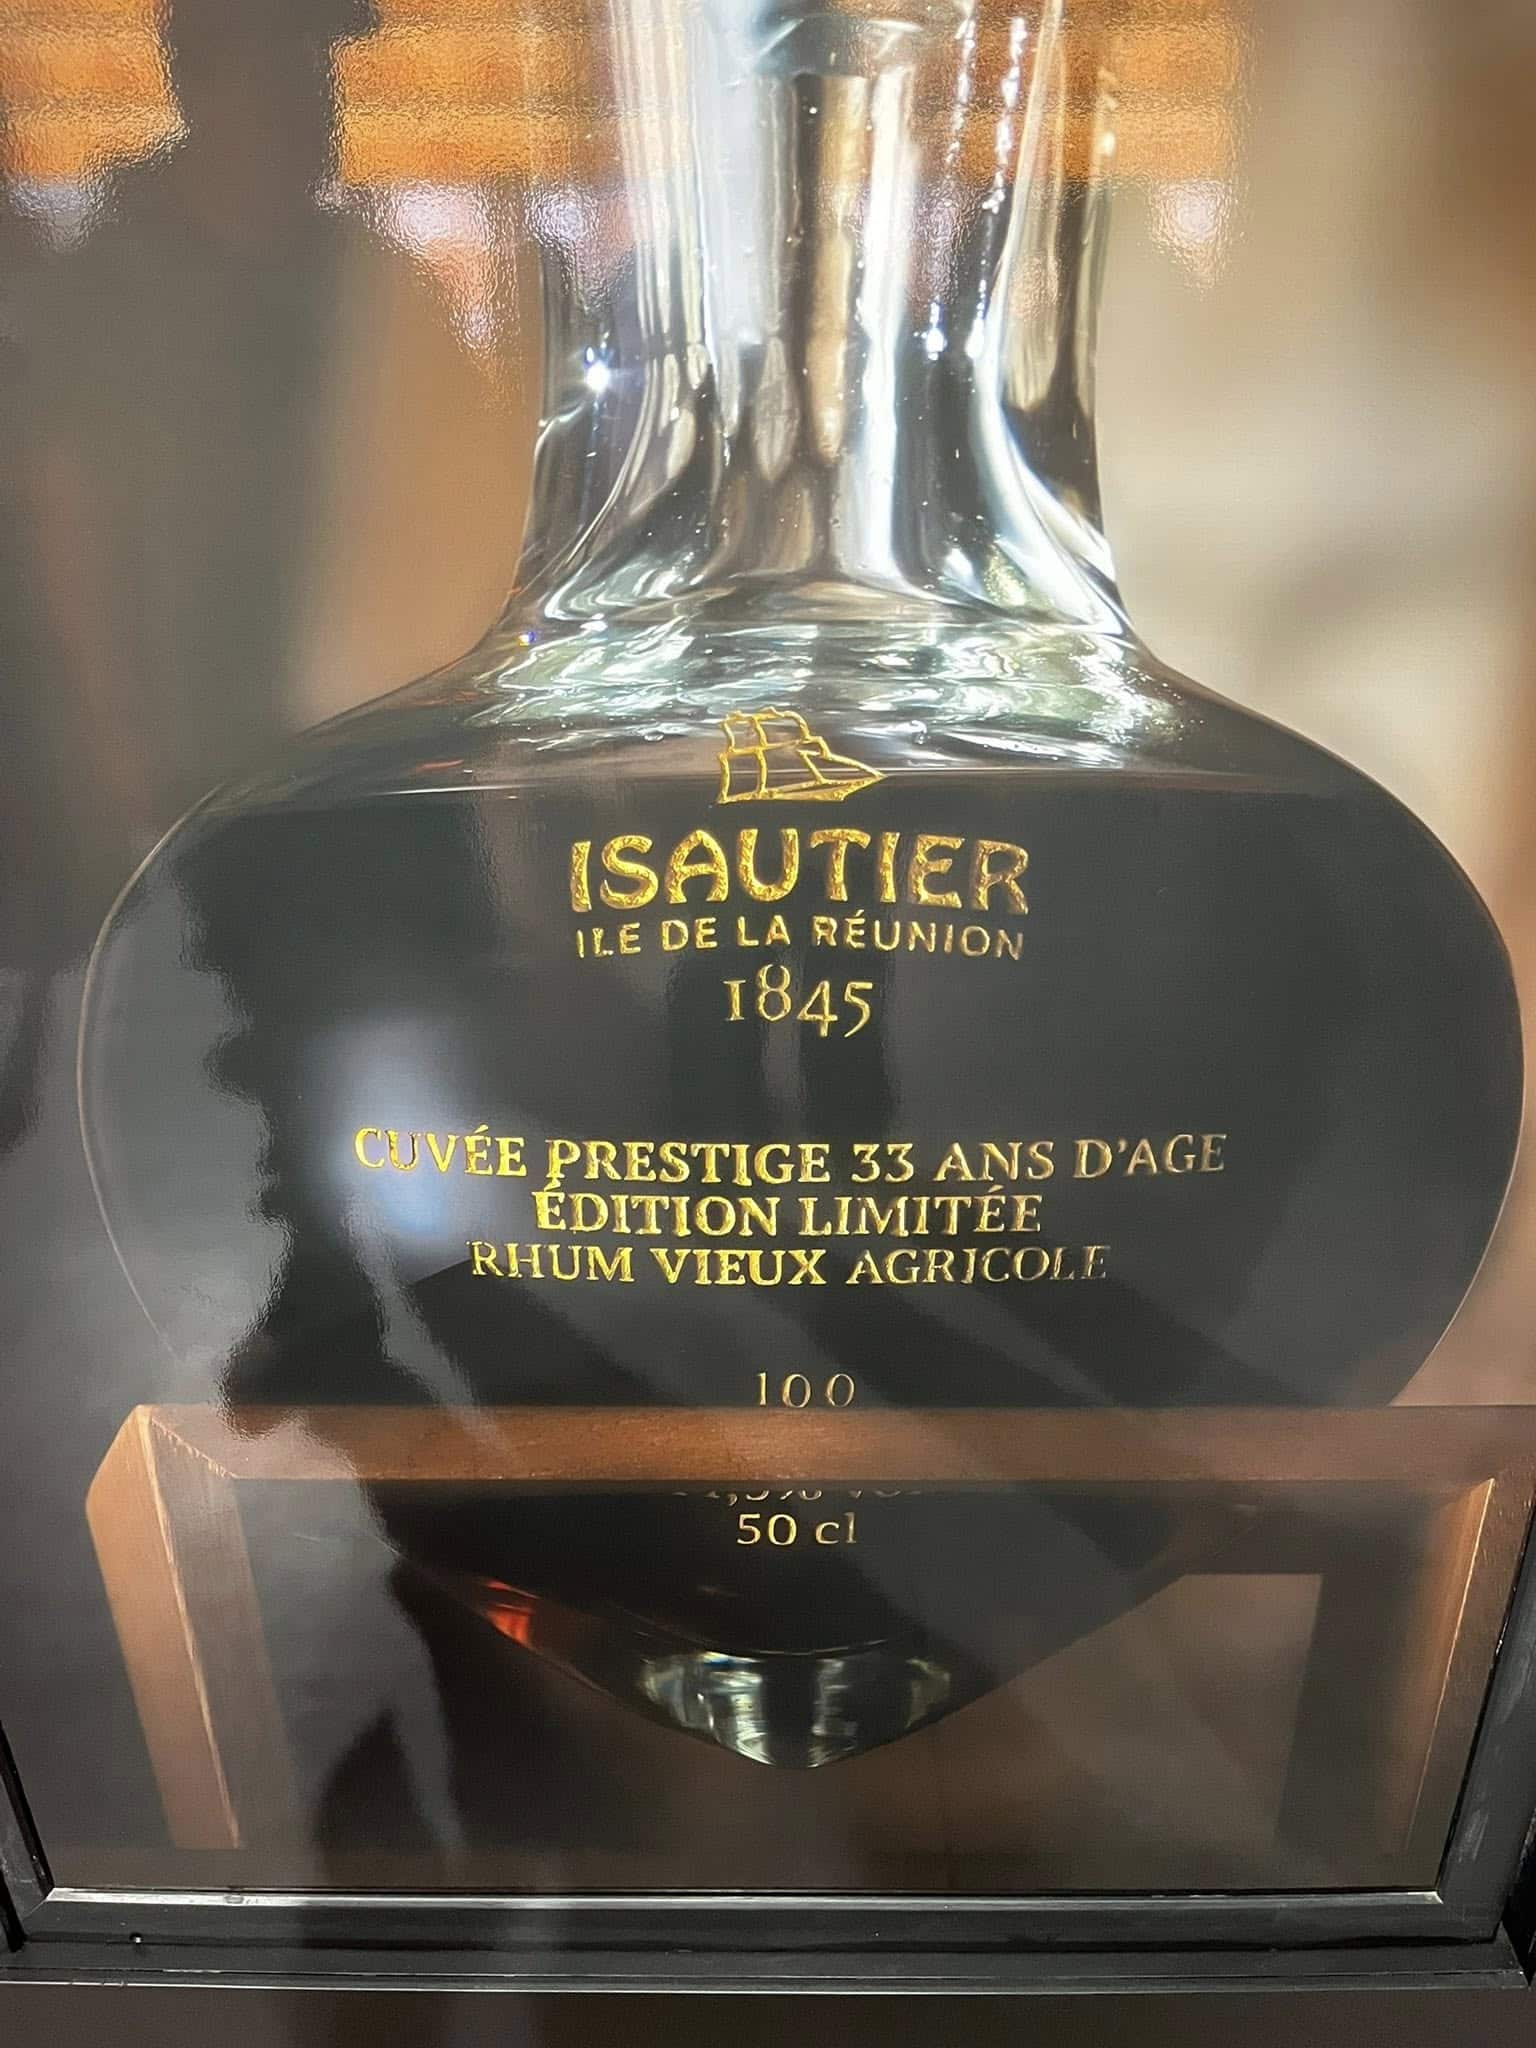 ISAUTIER
ILE DE LA RÉUNION
1845
CUVÉE PRESTIGE 33 ANS D'AGE
ÉDITION LIMITÉE
RHUM VIEUX AGRICOLE
100
50 cl